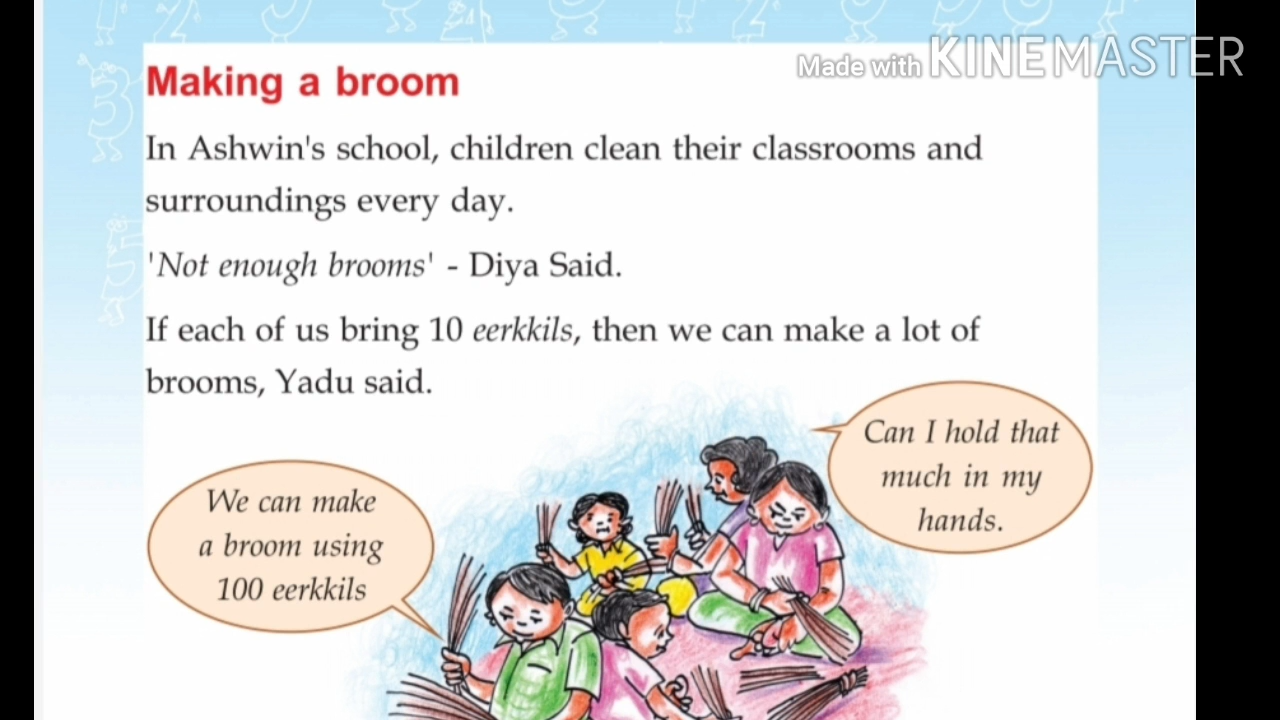 Made with KINEMASTER
Making a broom
In Ashwin's school, children clean their classrooms and
surroundings every day.
'Not enough brooms' - Diya Said.
If each of us bring 10 eerkkils, then we can make a lot of
brooms, Yadu said.
We can make
a broom using
100 eerkkils
Can I hold that
much in my
hands.